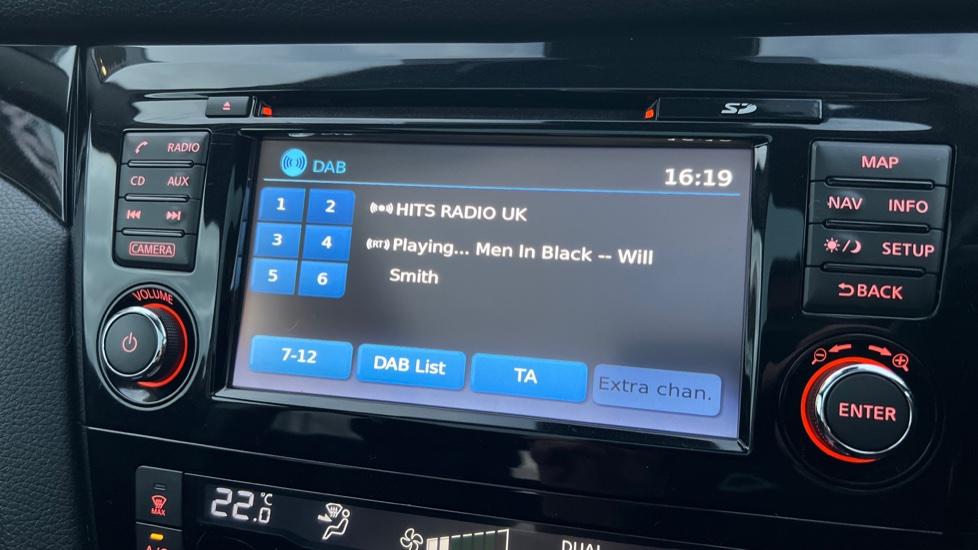 SD
RADIO
CD AUX
CAMERA
VOLUME
DAB
16:19
1 2
3 4
5 6
HITS RADIO UK
(RT) Playing... Men In Black -- Will
Smith
7-12
DAB List
TA
Extra chan.
MAP
NAV INFO
SETUP
BACK
ENTER
MAX
22.0 °C
DUAL
A/C